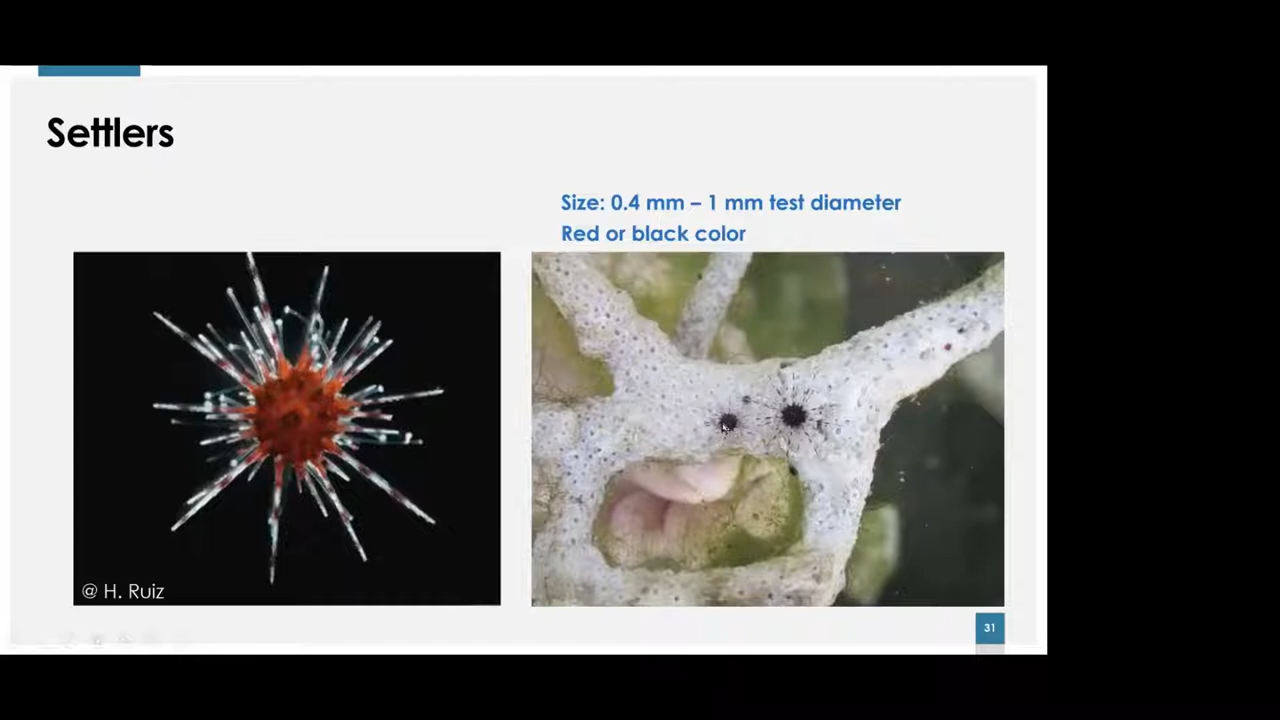 Settlers
Size: 0.4 mm – 1 mm test diameter
Red or black color
@ H. Ruiz
31